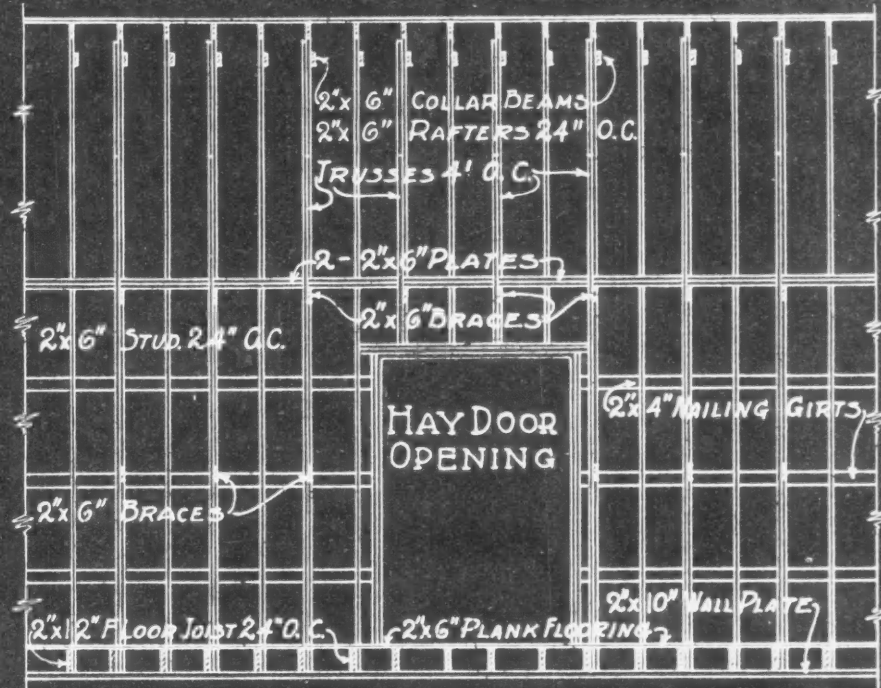 2"x 6" COLLAR BEAMS
2"x 6" RAFTERS 24" O.C.
TRUSSES 4' O.C.
2 - 2"x 6" PLATES
2"x 6" BRACES
2"x 6" STUD. 24" O.C.
2"x 4" NAILING GIRTS
HAY DOOR
OPENING
2"x 6" BRACES
2"x 10" WALL PLATE
2"x 12" FLOOR JOIST 24" O.C.
2"x 6" PLANK FLOORING